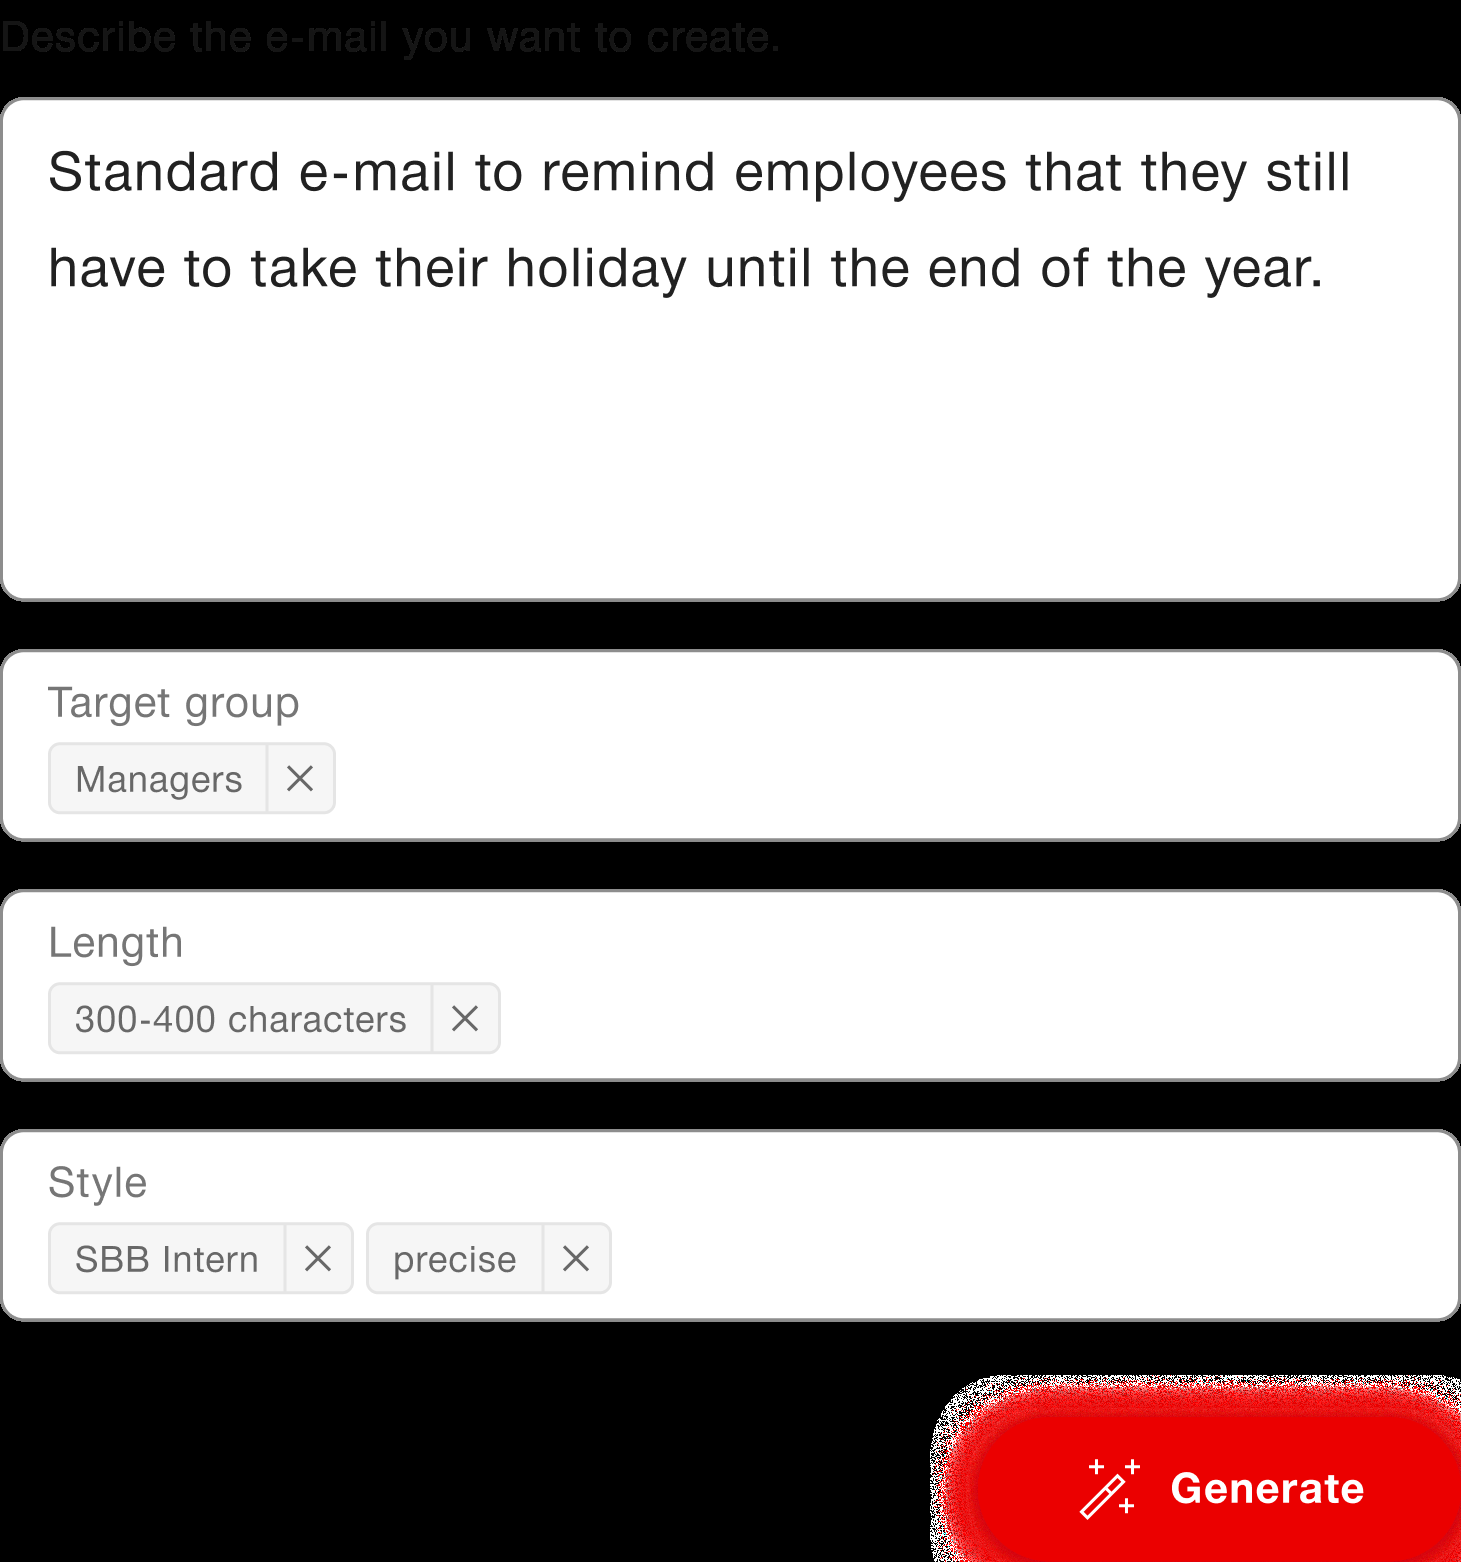 Describe the e-mail you want to create.
Standard e-mail to remind employees that they still
have to take their holiday until the end of the year.
Target group
Managers
Length
300-400 characters
Style
SBB Intern precise
Generate